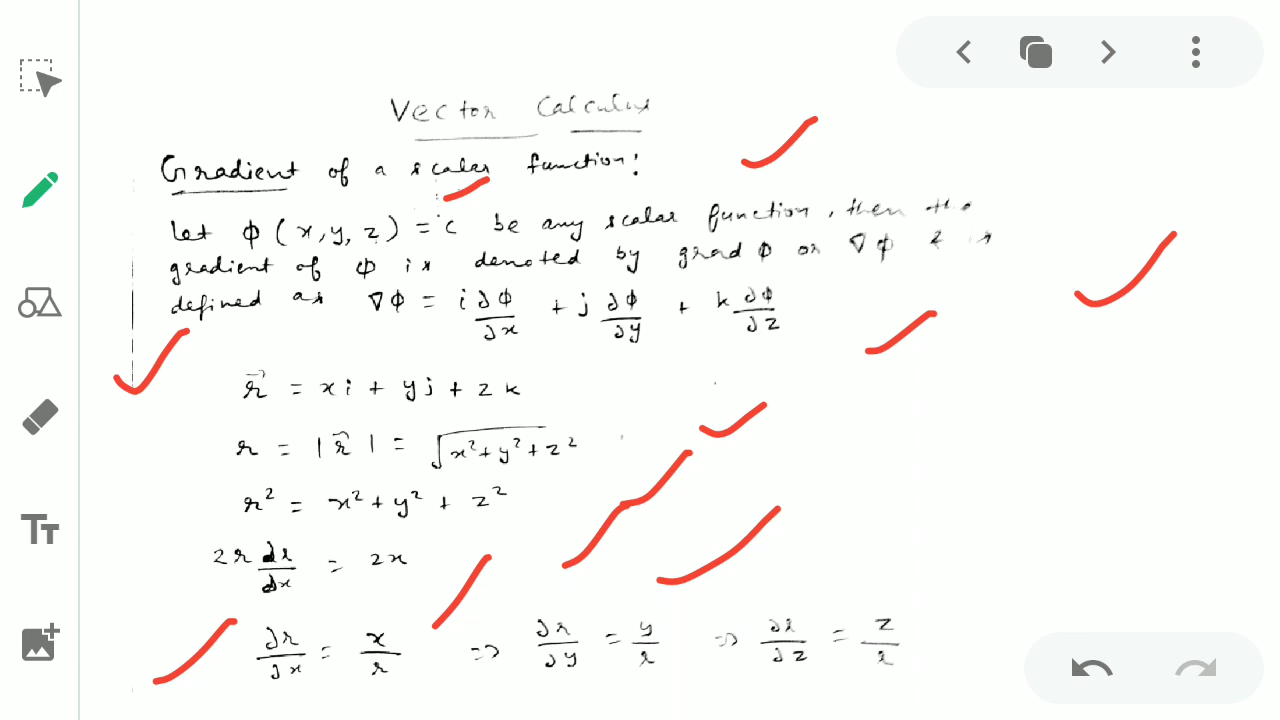 Vector Calculus
Gradient of a scalar function:
Let ϕ(x,y,z) = c be any scalar function, then the
gradient of ϕ is denoted by grad ϕ or ∇ϕ & is
defined as ∇ϕ = i ∂ϕ/∂x + j ∂ϕ/∂y + k ∂ϕ/∂z
r⃗ = xi + yj + zk
r = |r⃗| = √(x²+y²+z²)
r² = x² + y² + z²
2r ∂r/∂x = 2x
∂r/∂x = x/r ⇒ ∂r/∂y = y/r ⇒ ∂r/∂z = z/r
TT